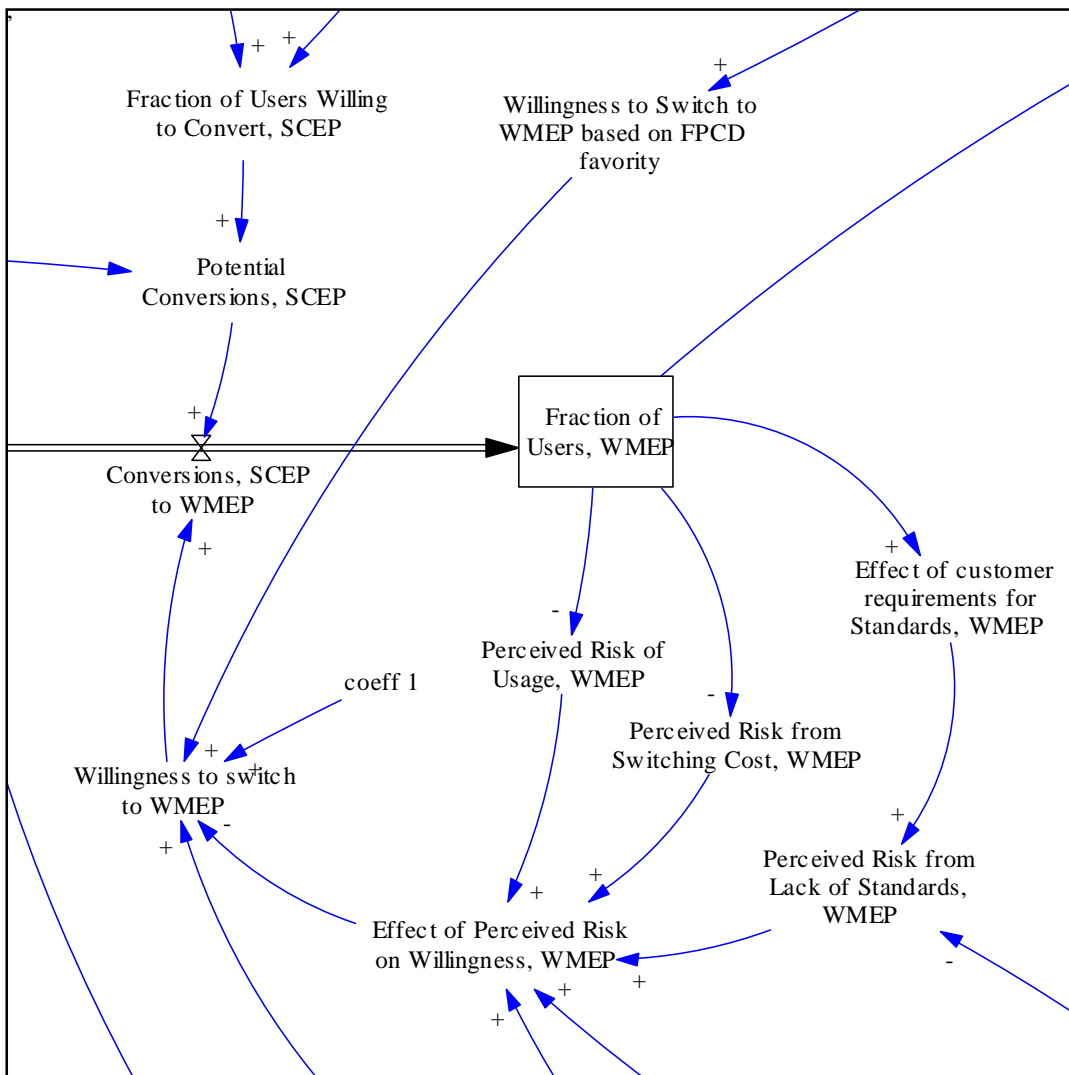 ,
+
+
+
Fraction of Users Willing
to Convert, SCEP
Willingness to Switch to
WMEP based on FPCD
favority
+
Potential
Conversions, SCEP
+
Fraction of
Users, WMEP
Conversions, SCEP
to WMEP
+
+
Effect of customer
requirements for
Standards, WMEP
-
Perceived Risk of
Usage, WMEP
coeff 1
-
Perceived Risk from
Switching Cost, WMEP
+
+
Willingness to switch
to WMEP
-
+
+
Perceived Risk from
Lack of Standards,
WMEP
+
+
Effect of Perceived Risk
on Willingness, WMEP
-
+
+
+